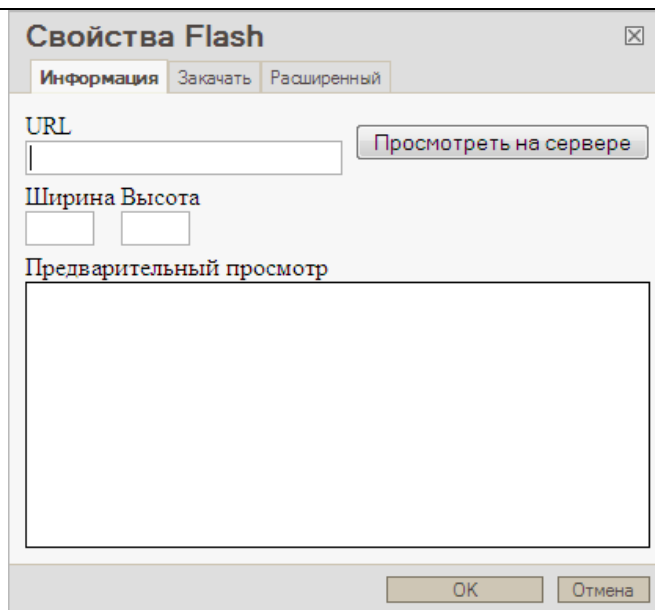 Свойства Flash
Информация Закачать Расширенный
URL
Просмотреть на сервере
Ширина Высота
Предварительный просмотр
OK Отмена